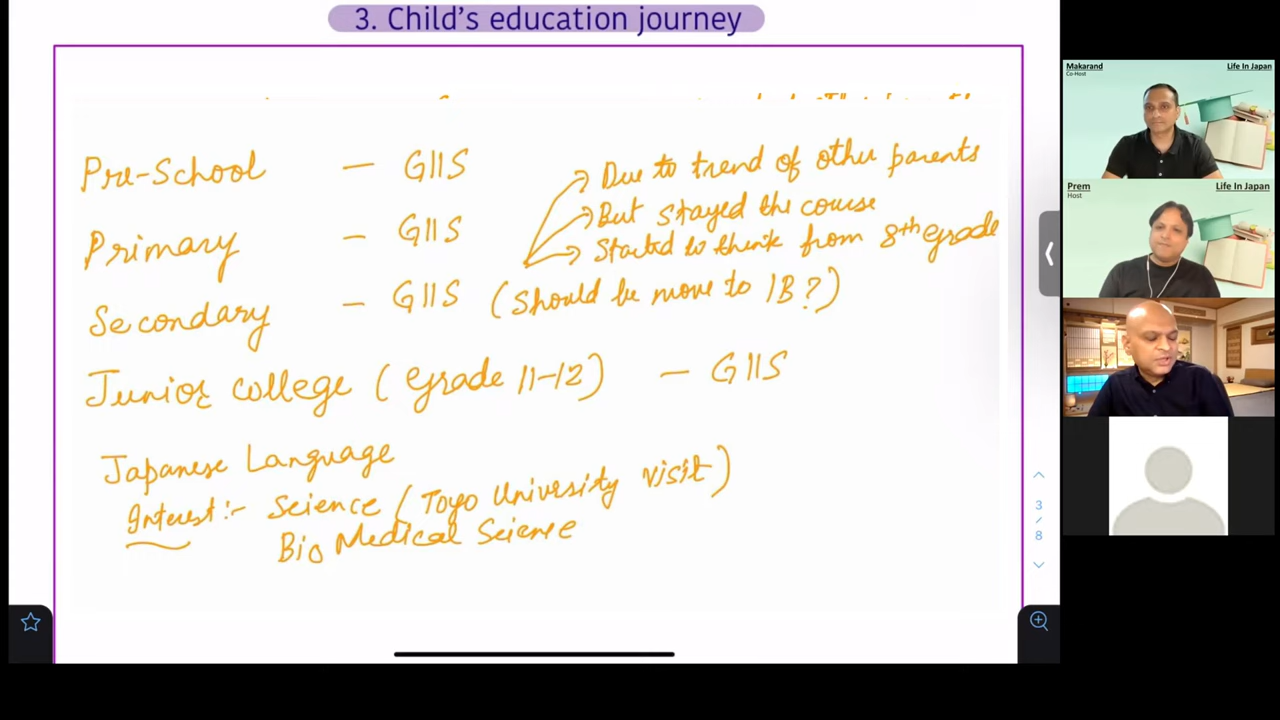 3. Child's education journey
Pre-School - GIIS
Primary - GIIS
Secondary - GIIS (Should be move to IB?)
Due to trend of other parents
But stayed the course
Started to think from 8th grade
Junior college (Grade 11-12) - GIIS
Japanese Language
Interest:- Science (Toyo University visit)
Bio Medical Science
3
/
8
Makarand
Co-Host
Life In Japan
Prem
Host
Life In Japan